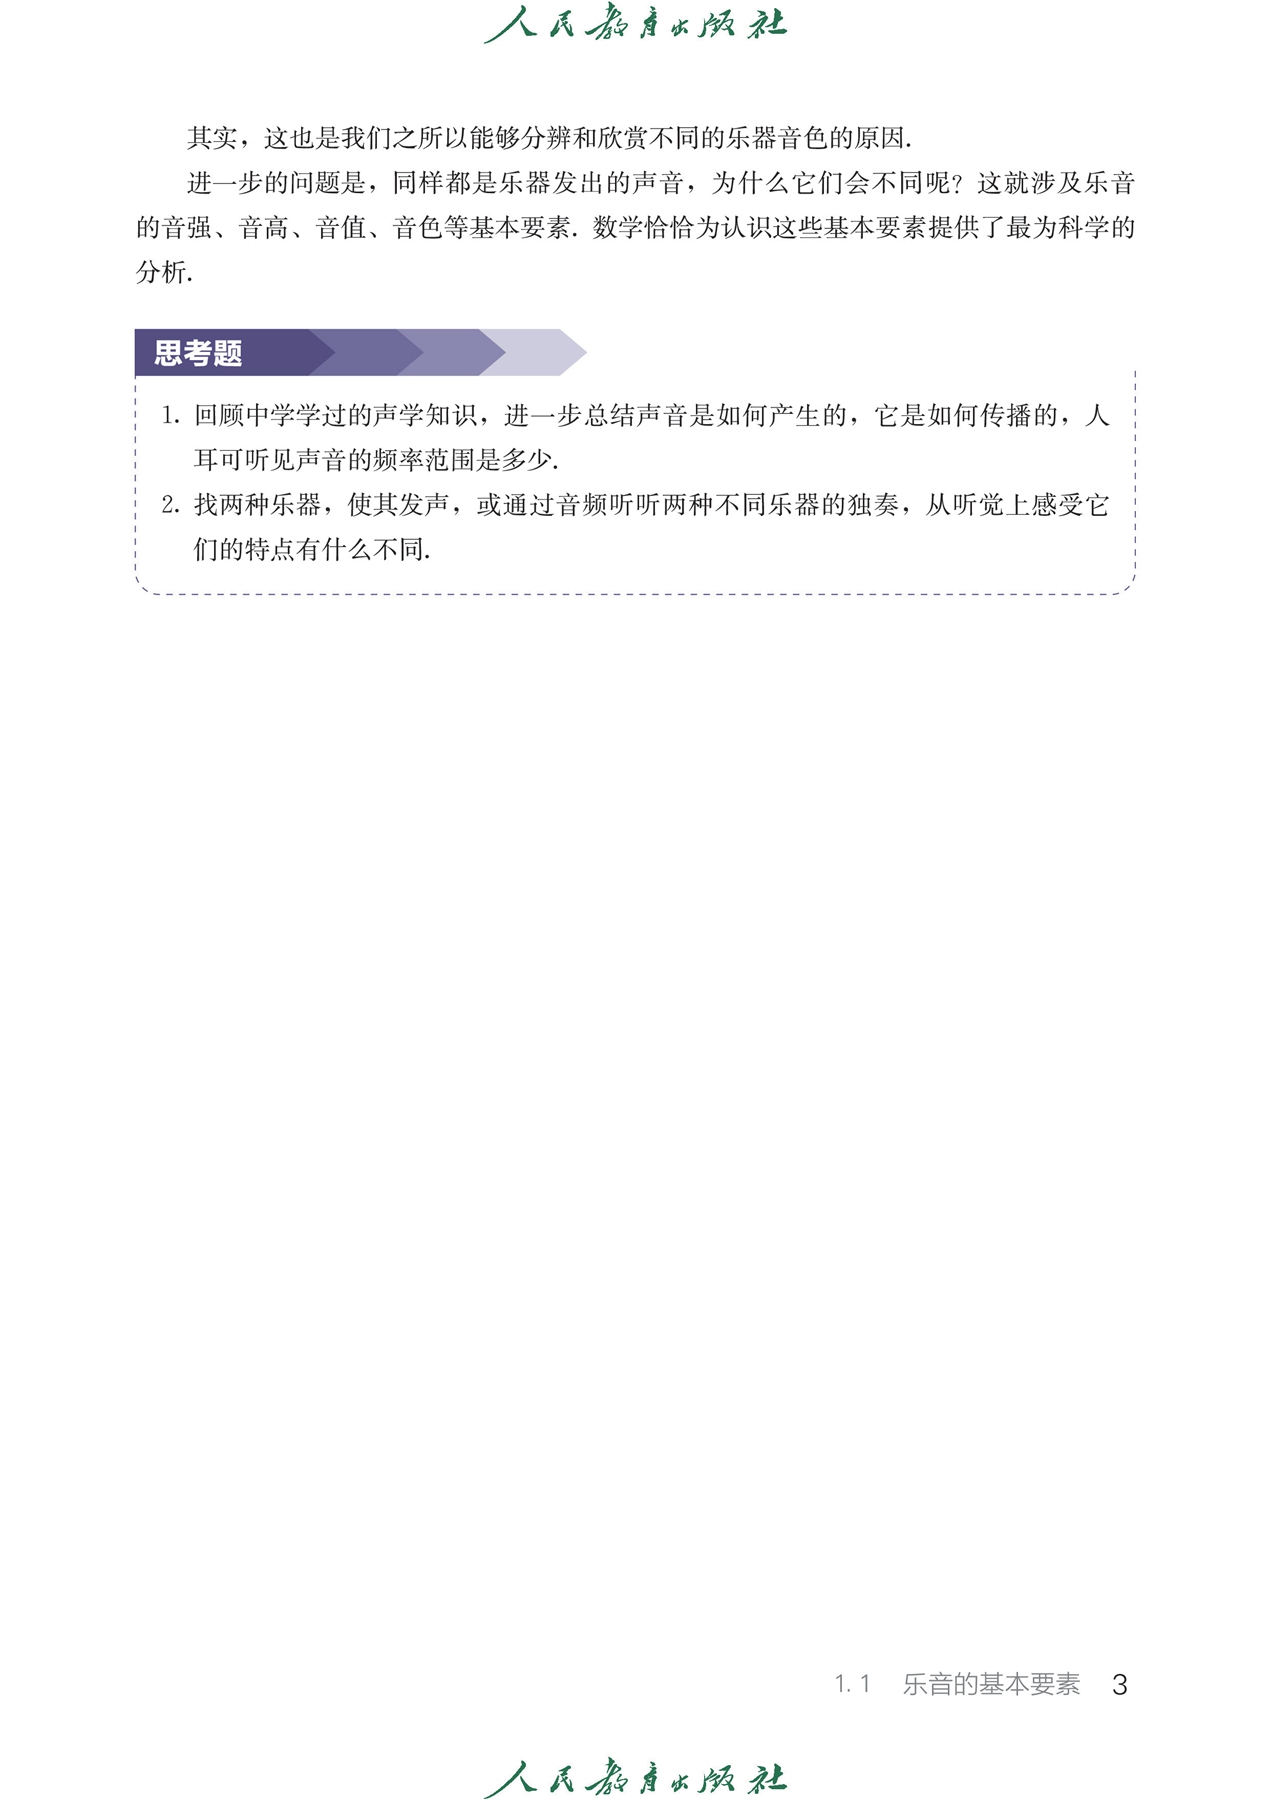 人民教育出版社
其实，这也是我们之所以能够分辨和欣赏不同的乐器音色的原因.
进一步的问题是，同样都是乐器发出的声音，为什么它们会不同呢？这就涉及乐音
的音强、音高、音值、音色等基本要素. 数学恰恰为认识这些基本要素提供了最为科学的
分析.
思考题
1. 回顾中学学过的声学知识，进一步总结声音是如何产生的，它是如何传播的，人
耳可听见声音的频率范围是多少.
2. 找两种乐器，使其发声，或通过音频听听两种不同乐器的独奏，从听觉上感受它
们的特点有什么不同.
1. 1 乐音的基本要素 3
人民教育出版社